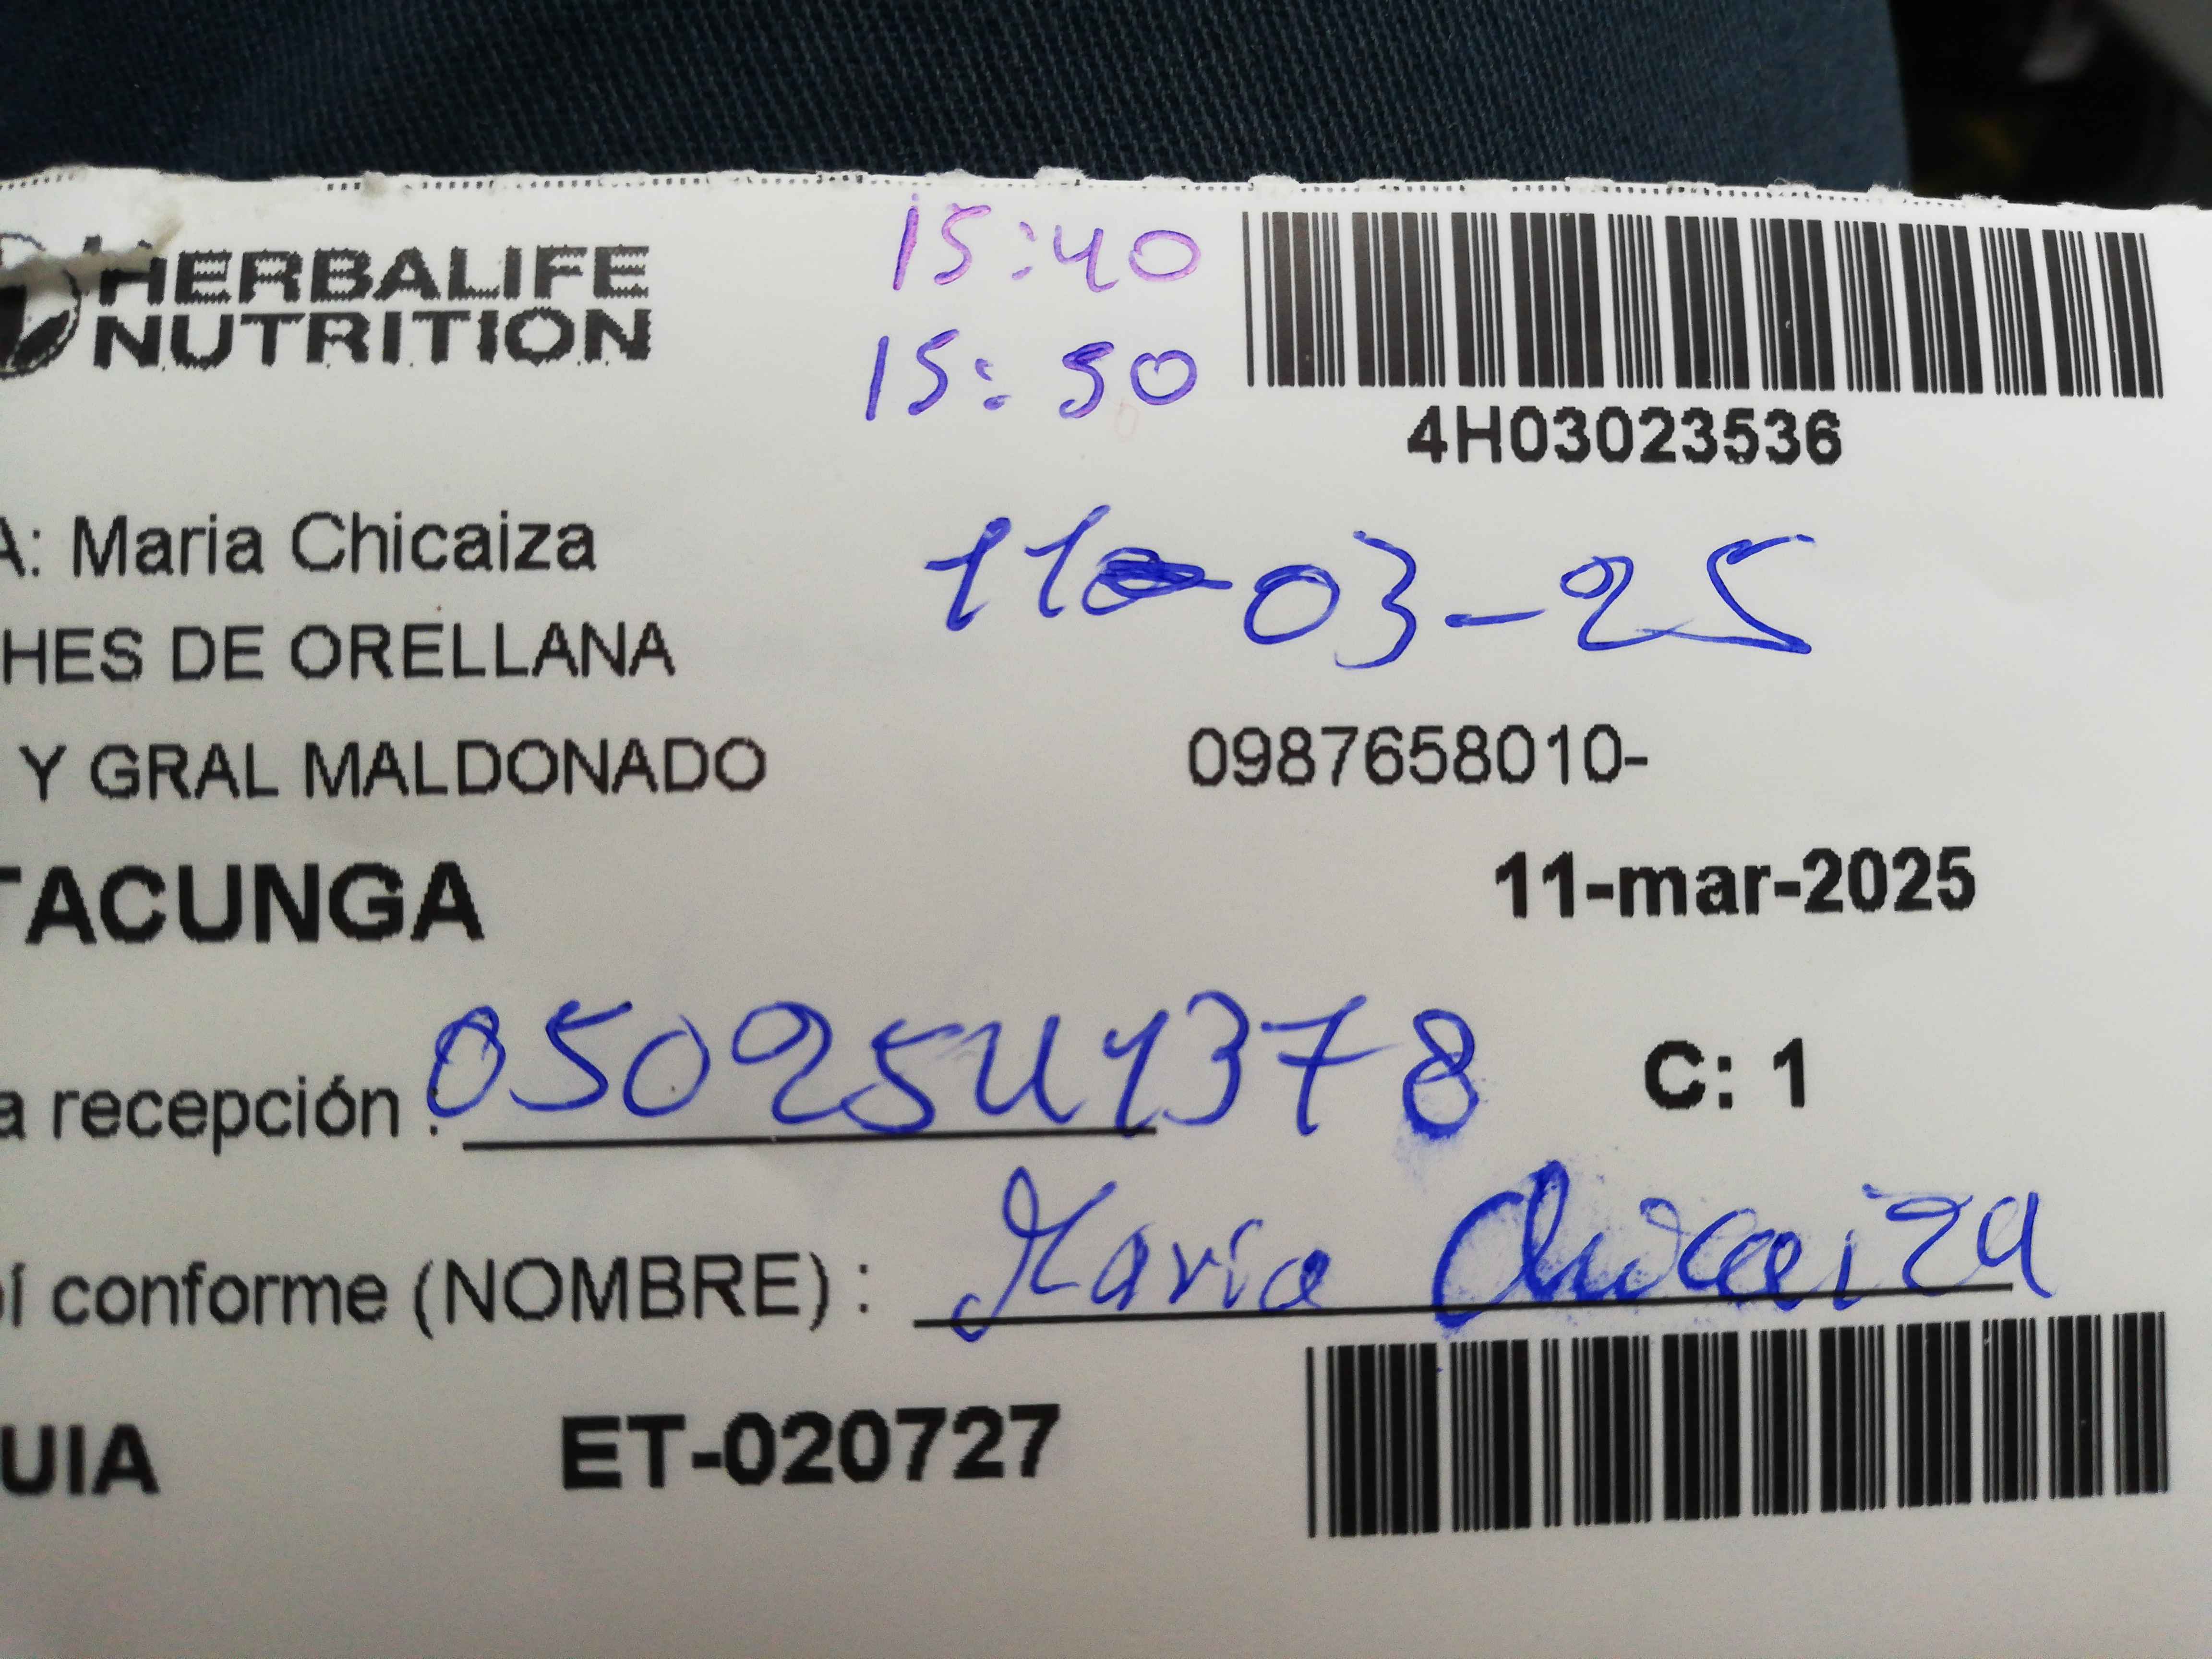 HERBALIFE
NUTRITION
15:40
15:50
4H03023536
A: Maria Chicaiza
11-03-25
HES DE ORELLANA
Y GRAL MALDONADO 0987658010-
TACUNGA 11-mar-2025
a recepción : 0502541378 C: 1
í conforme (NOMBRE) : Maria Chicaiza
UIA ET-020727